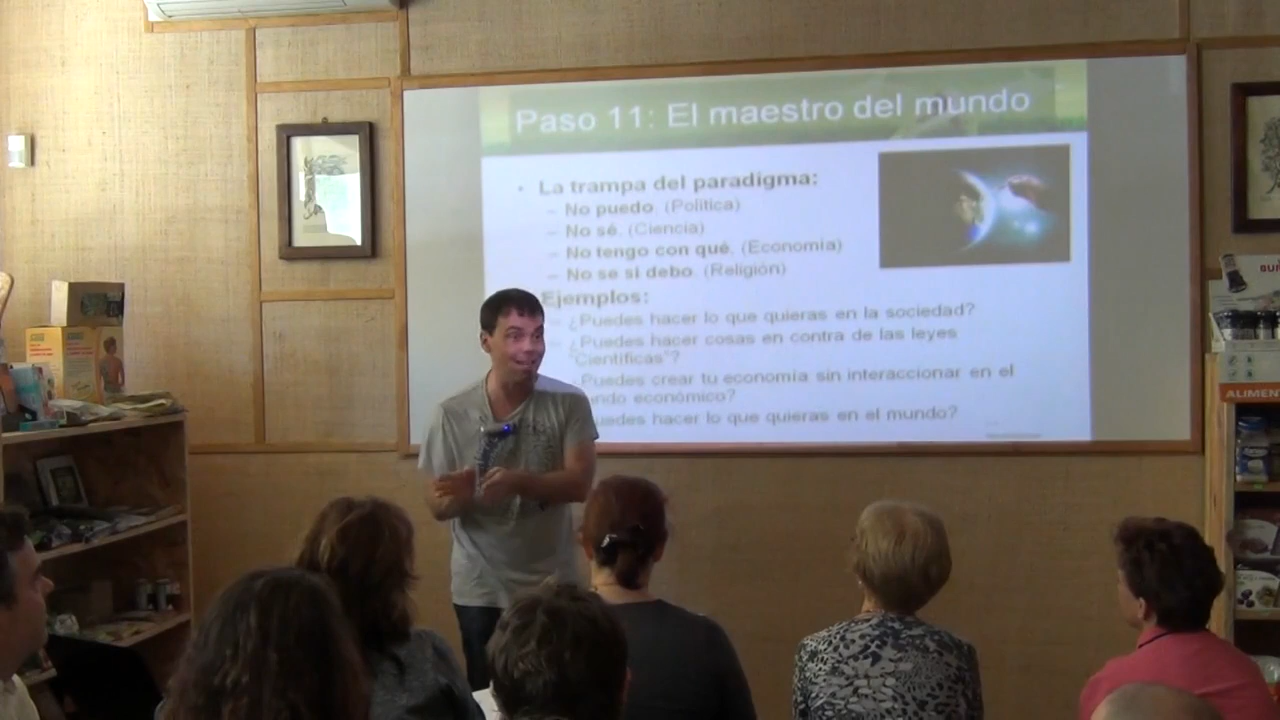 Paso 11: El maestro del mundo
• La trampa del paradigma:
– No puedo. (Política)
– No sé. (Ciencia)
– No tengo con qué. (Economía)
– No se si debo. (Religión)
Ejemplos:
– ¿Puedes hacer lo que quieras en la sociedad?
– ¿Puedes hacer cosas en contra de las leyes
"Científicas"?
Puedes crear tu economía sin interaccionar en el
económico?
hacer lo que quieras en el mundo?
ALIMEN